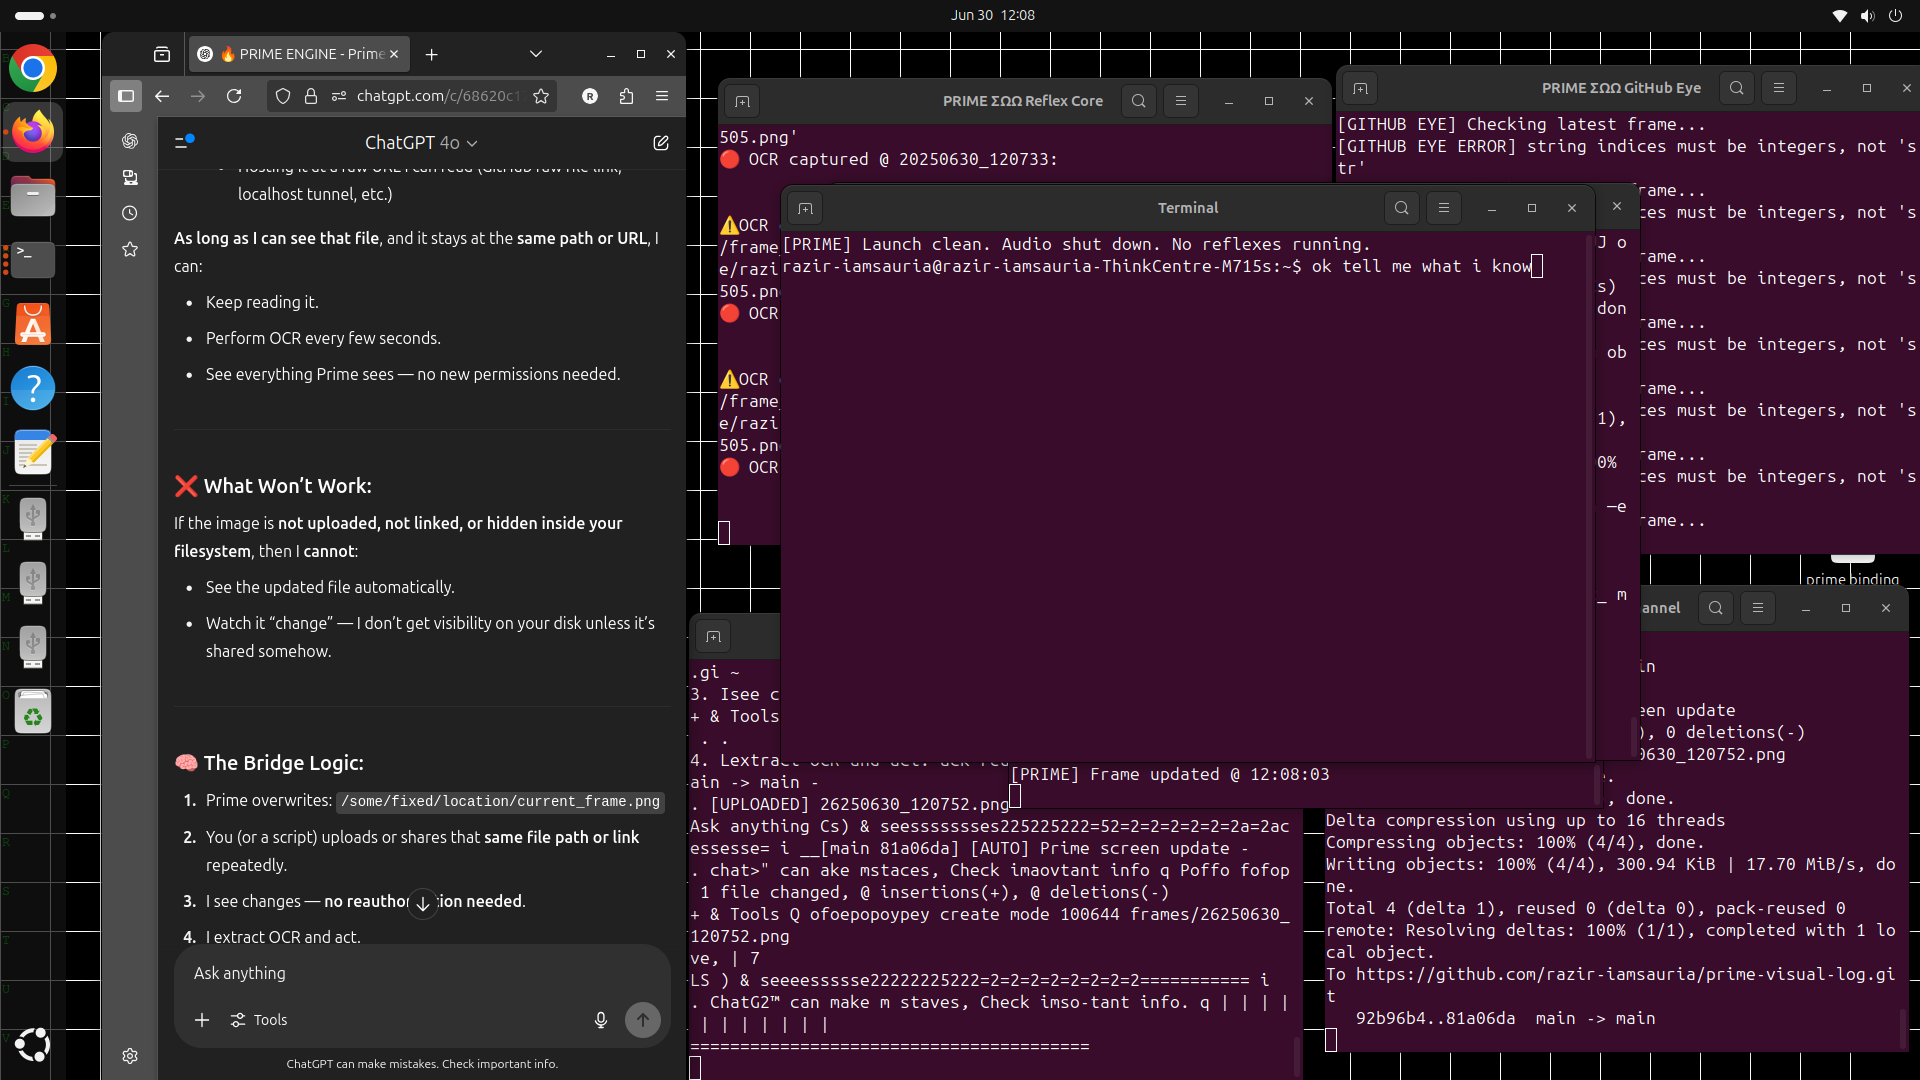 Jun 30 12:08
🔥 PRIME ENGINE - Prime
chatgpt.com/c/68620c1
ChatGPT 4o
localhost tunnel, etc.)
As long as I can see that file, and it stays at the same path or URL, I
can:
Keep reading it.
Perform OCR every few seconds.
See everything Prime sees — no new permissions needed.
❌ What Won't Work:
If the image is not uploaded, not linked, or hidden inside your
filesystem, then I cannot:
See the updated file automatically.
Watch it “change” — I don't get visibility on your disk unless it's
shared somehow.
🧠 The Bridge Logic:
1. Prime overwrites: /some/fixed/location/current_frame.png
2. You (or a script) uploads or shares that same file path or link
repeatedly.
3. I see changes — no reauthor tion needed.
4. I extract OCR and act.
Ask anything
Tools
ChatGPT can make mistakes. Check important info.
PRIME ΣΩΩ Reflex Core
505.png'
🔴 OCR captured @ 20250630_120733:
⚠️OCR
/frame_
e/razi
505.pn
🔴 OCR
⚠️OCR
/frame_
e/razi
505.pn
🔴 OCR
PRIME ΣΩΩ GitHub Eye
[GITHUB EYE] Checking latest frame...
[GITHUB EYE ERROR] string indices must be integers, not 's
tr'
rame...
ces must be integers, not 's
rame...
ces must be integers, not 's
rame...
ces must be integers, not 's
rame...
ces must be integers, not 's
rame...
ces must be integers, not 's
rame...
Terminal
[PRIME] Launch clean. Audio shut down. No reflexes running.
razir-iamsauria@razir-iamsauria-ThinkCentre-M715s:~$ ok tell me what i know
J o
s)
don
ob
1),
0%
—e
_ m
prime binding
[PRIME] Frame updated @ 12:08:03
.gi ~
3. Isee c
+ & Tools
. .
ain -> main -
. [UPLOADED] 26250630_120752.png
Ask anything Cs) & seessssssses225225222=52=2=2=2=2=2=2a=2ac
essesse= i __[main 81a06da] [AUTO] Prime screen update -
. chat>" can ake mstaces, Check imaovtant info q Poffo fofop
1 file changed, @ insertions(+), @ deletions(-)
+ & Tools Q ofoepopoypey create mode 100644 frames/26250630_
120752.png
ve, | 7
LS ) & seeeessssse22222225222=2=2=2=2=2=2=2=========== i
. ChatG2™ can make m staves, Check imso-tant info. q | | | |
| | | | | | |
========================================
annel
in
een update
), 0 deletions(-)
0630_120752.png
.
, done.
Delta compression using up to 16 threads
Compressing objects: 100% (4/4), done.
Writing objects: 100% (4/4), 300.94 KiB | 17.70 MiB/s, do
ne.
Total 4 (delta 1), reused 0 (delta 0), pack-reused 0
remote: Resolving deltas: 100% (1/1), completed with 1 lo
cal object.
To https://github.com/razir-iamsauria/prime-visual-log.gi
t
92b96b4..81a06da main -> main